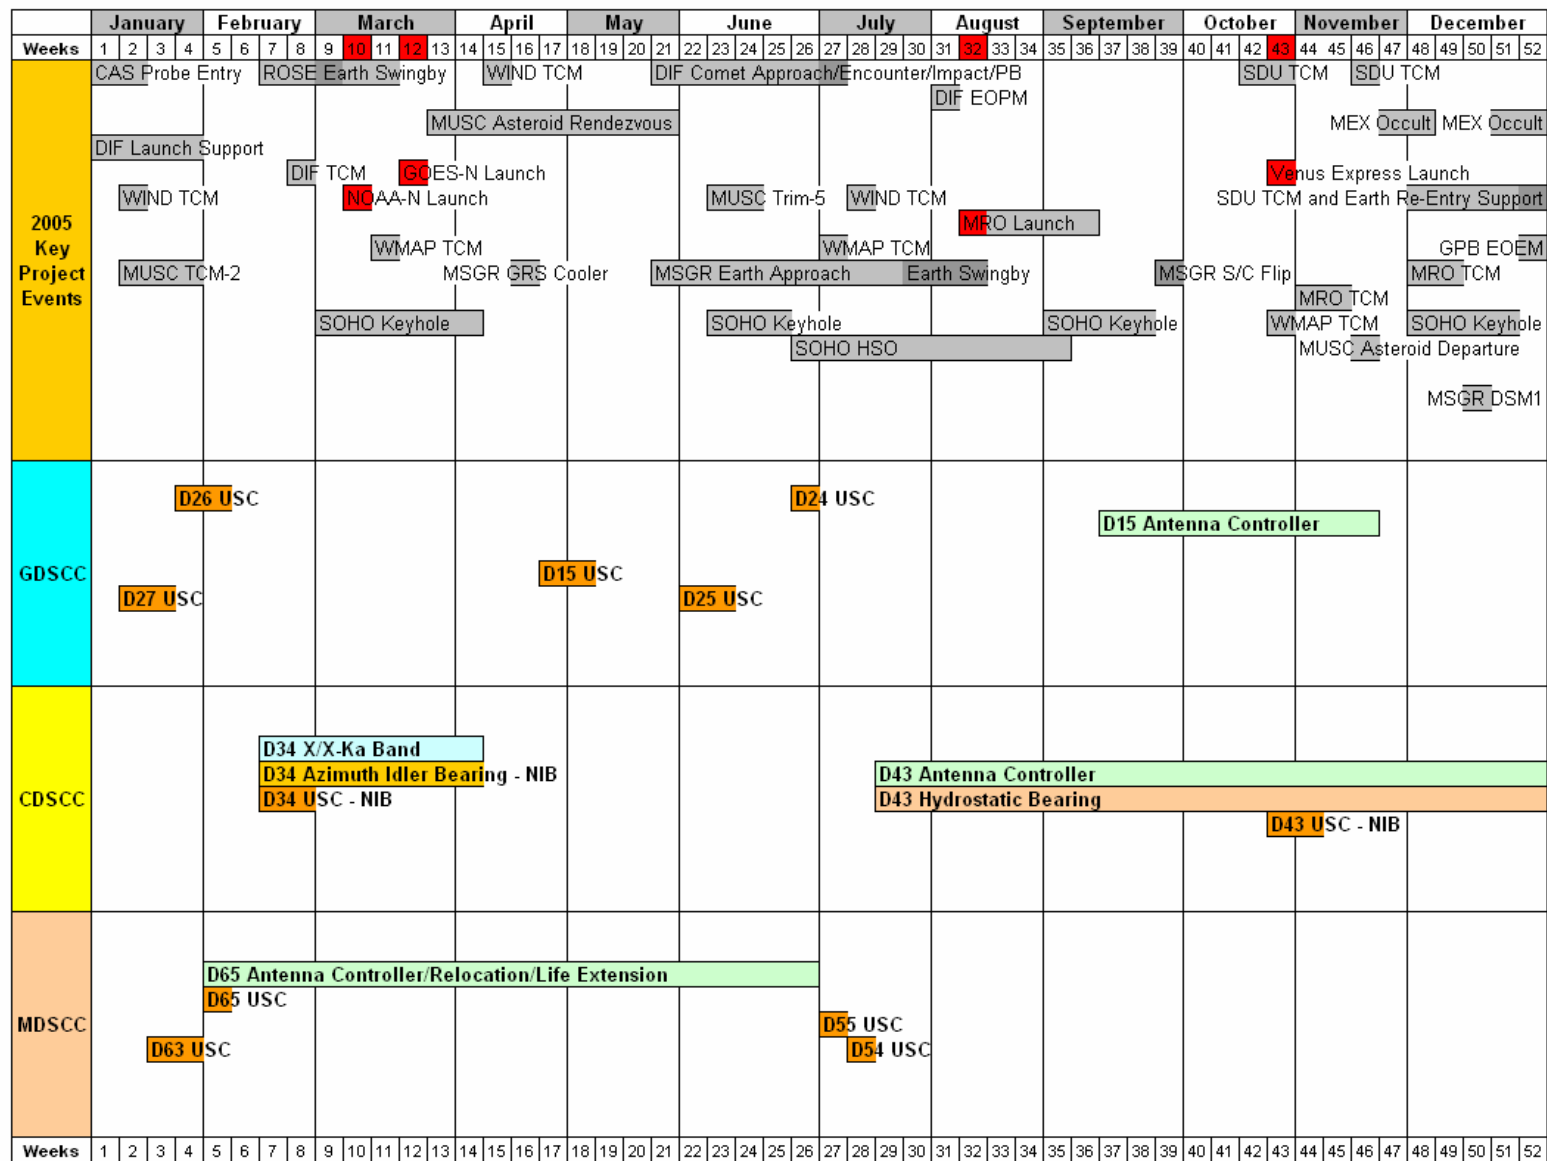 January February March April May June July August September October November December
Weeks 1 2 3 4 5 6 7 8 9 10 11 12 13 14 15 16 17 18 19 20 21 22 23 24 25 26 27 28 29 30 31 32 33 34 35 36 37 38 39 40 41 42 43 44 45 46 47 48 49 50 51 52
CAS Probe Entry ROSE Earth Swingby WIND TCM DIF Comet Approach/Encounter/Impact/PB SDU TCM SDU TCM
DIF EOPM
MUSC Asteroid Rendezvous MEX Occult MEX Occult
DIF Launch Support
DIF TCM GOES-N Launch Venus Express Launch
WIND TCM NOAA-N Launch MUSC Trim-5 WIND TCM SDU TCM and Earth Re-Entry Support
2005
Key
Project
Events
MRO Launch
WMAP TCM WMAP TCM GPB EOEM
MUSC TCM-2 MSGR GRS Cooler MSGR Earth Approach Earth Swingby MSGR S/C Flip MRO TCM
MRO TCM
SOHO Keyhole SOHO Keyhole SOHO Keyhole WMAP TCM SOHO Keyhole
SOHO HSO MUSC Asteroid Departure
MSGR DSM1
GDSCC
D26 USC D24 USC
D15 Antenna Controller
D15 USC
D27 USC D25 USC
CDSCC
D34 X/X-Ka Band
D34 Azimuth Idler Bearing - NIB D43 Antenna Controller
D34 USC - NIB D43 Hydrostatic Bearing
D43 USC - NIB
MDSCC
D65 Antenna Controller/Relocation/Life Extension
D65 USC
D55 USC
D63 USC D54 USC
Weeks 1 2 3 4 5 6 7 8 9 10 11 12 13 14 15 16 17 18 19 20 21 22 23 24 25 26 27 28 29 30 31 32 33 34 35 36 37 38 39 40 41 42 43 44 45 46 47 48 49 50 51 52